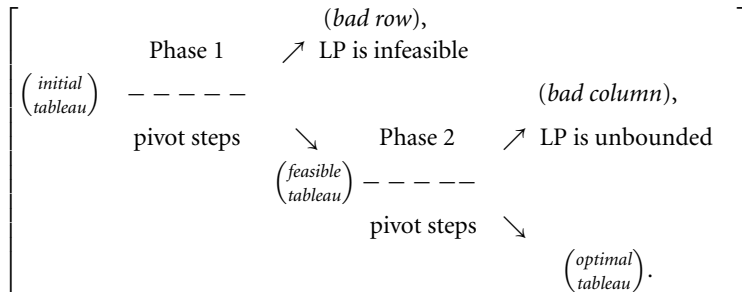 (bad row),
Phase 1 ↗ LP is infeasible
(initial tableau) − − − − − (bad column),
pivot steps ↘ Phase 2 ↗ LP is unbounded
(feasible tableau) − − − − −
pivot steps ↘
(optimal tableau).